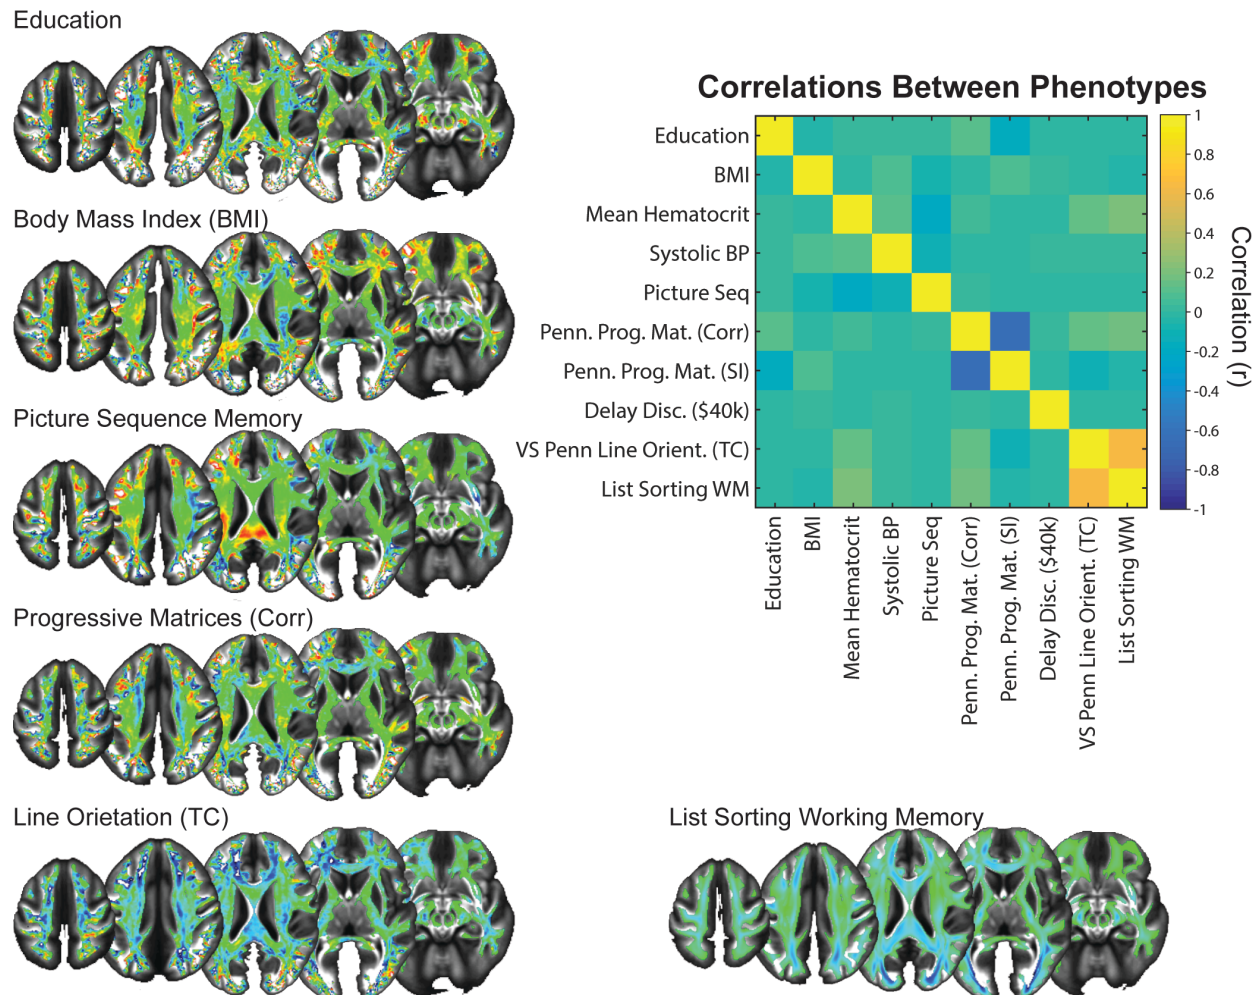 Education
Body Mass Index (BMI)
Picture Sequence Memory
Progressive Matrices (Corr)
Line Orietation (TC)
Correlations Between Phenotypes
Education
BMI
Mean Hematocrit
Systolic BP
Picture Seq
Penn. Prog. Mat. (Corr)
Penn. Prog. Mat. (SI)
Delay Disc. ($40k)
VS Penn Line Orient. (TC)
List Sorting WM
Education
BMI
Mean Hematocrit
Systolic BP
Picture Seq
Penn. Prog. Mat. (Corr)
Penn. Prog. Mat. (SI)
Delay Disc. ($40k)
VS Penn Line Orient. (TC)
List Sorting WM
1
0.8
0.6
0.4
0.2
0
-0.2
-0.4
-0.6
-0.8
-1
Correlation (r)
List Sorting Working Memory